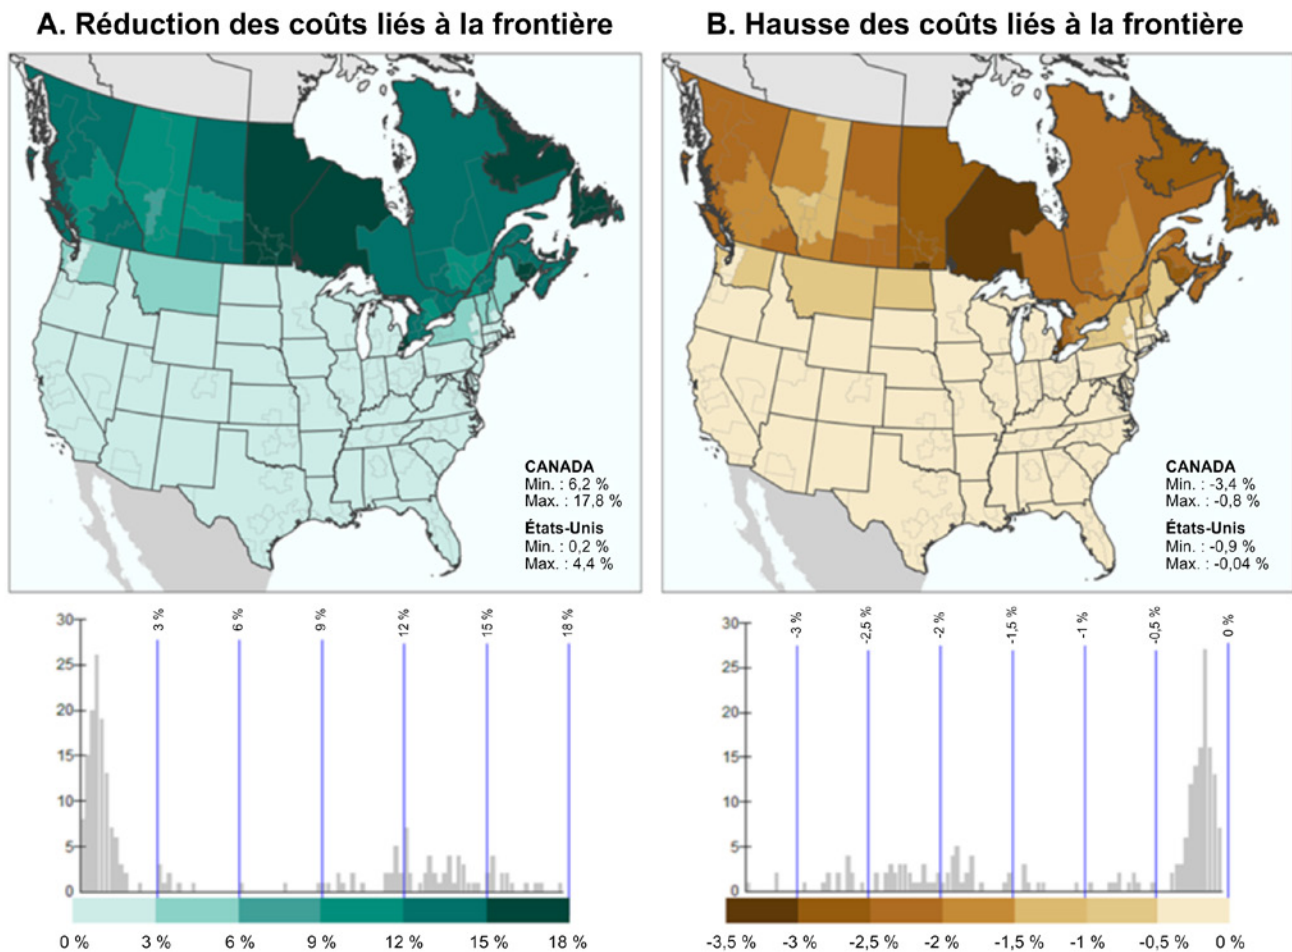 A. Réduction des coûts liés à la frontière
CANADA
Min. : 6,2 %
Max. : 17,8 %
États-Unis
Min. : 0,2 %
Max. : 4,4 %
30
25
20
15
10
5
0
3 %
6 %
9 %
12 %
15 %
18 %
0 % 3 % 6 % 9 % 12 % 15 % 18 %
B. Hausse des coûts liés à la frontière
CANADA
Min. : -3,4 %
Max. : -0,8 %
États-Unis
Min. : -0,9 %
Max. : -0,04 %
30
25
20
15
10
5
0
-3 %
-2,5 %
-2 %
-1,5 %
-1 %
-0,5 %
0 %
-3,5 % -3 % -2,5 % -2 % -1,5 % -1 % -0,5 % 0 %